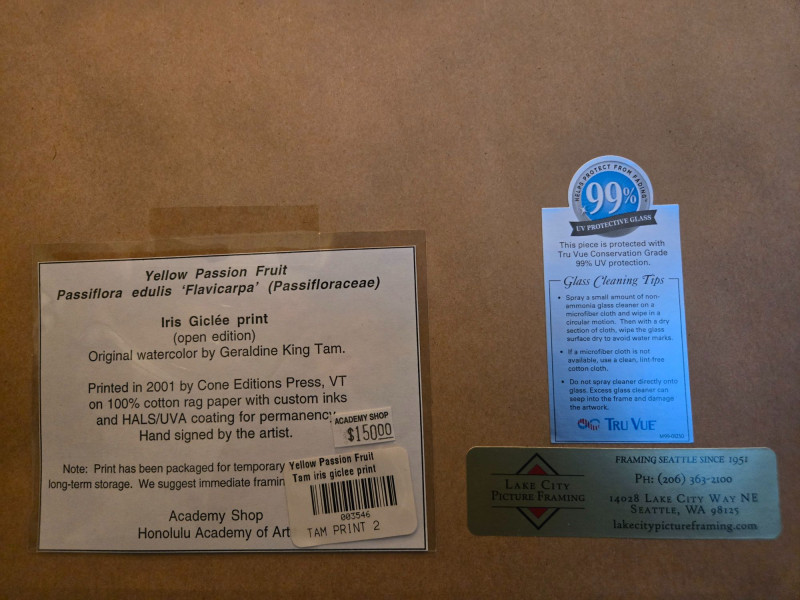 Yellow Passion Fruit
Passiflora edulis 'Flavicarpa' (Passifloraceae)
Iris Giclée print
(open edition)
Original watercolor by Geraldine King Tam.
Printed in 2001 by Cone Editions Press, VT
on 100% cotton rag paper with custom inks
and HALS/UVA coating for permanency
Hand signed by the artist.
Note: Print has been packaged for temporary
long-term storage. We suggest immediate framin
Academy Shop
Honolulu Academy of Art
ACADEMY SHOP
$150.00
Yellow Passion Fruit
Tam iris giclee print
003546
TAM PRINT 2
HELPS PROTECT FROM FADING*
99%
UV PROTECTIVE GLASS
This piece is protected with
Tru Vue Conservation Grade
99% UV protection.
Glass Cleaning Tips
• Spray a small amount of non-
ammonia glass cleaner on a
microfiber cloth and wipe in a
circular motion. Then with a dry
section of cloth, wipe the glass
surface dry to avoid water marks.
• If a microfiber cloth is not
available, use a clean, lint-free
cotton cloth.
• Do not spray cleaner directly onto
glass. Excess glass cleaner can
seep into the frame and damage
the artwork.
TRU VUE
LAKE CITY
PICTURE FRAMING
FRAMING SEATTLE SINCE 1951
PH: (206) 363-2100
14028 LAKE CITY WAY NE
SEATTLE, WA 98125
lakecitypictureframing.com